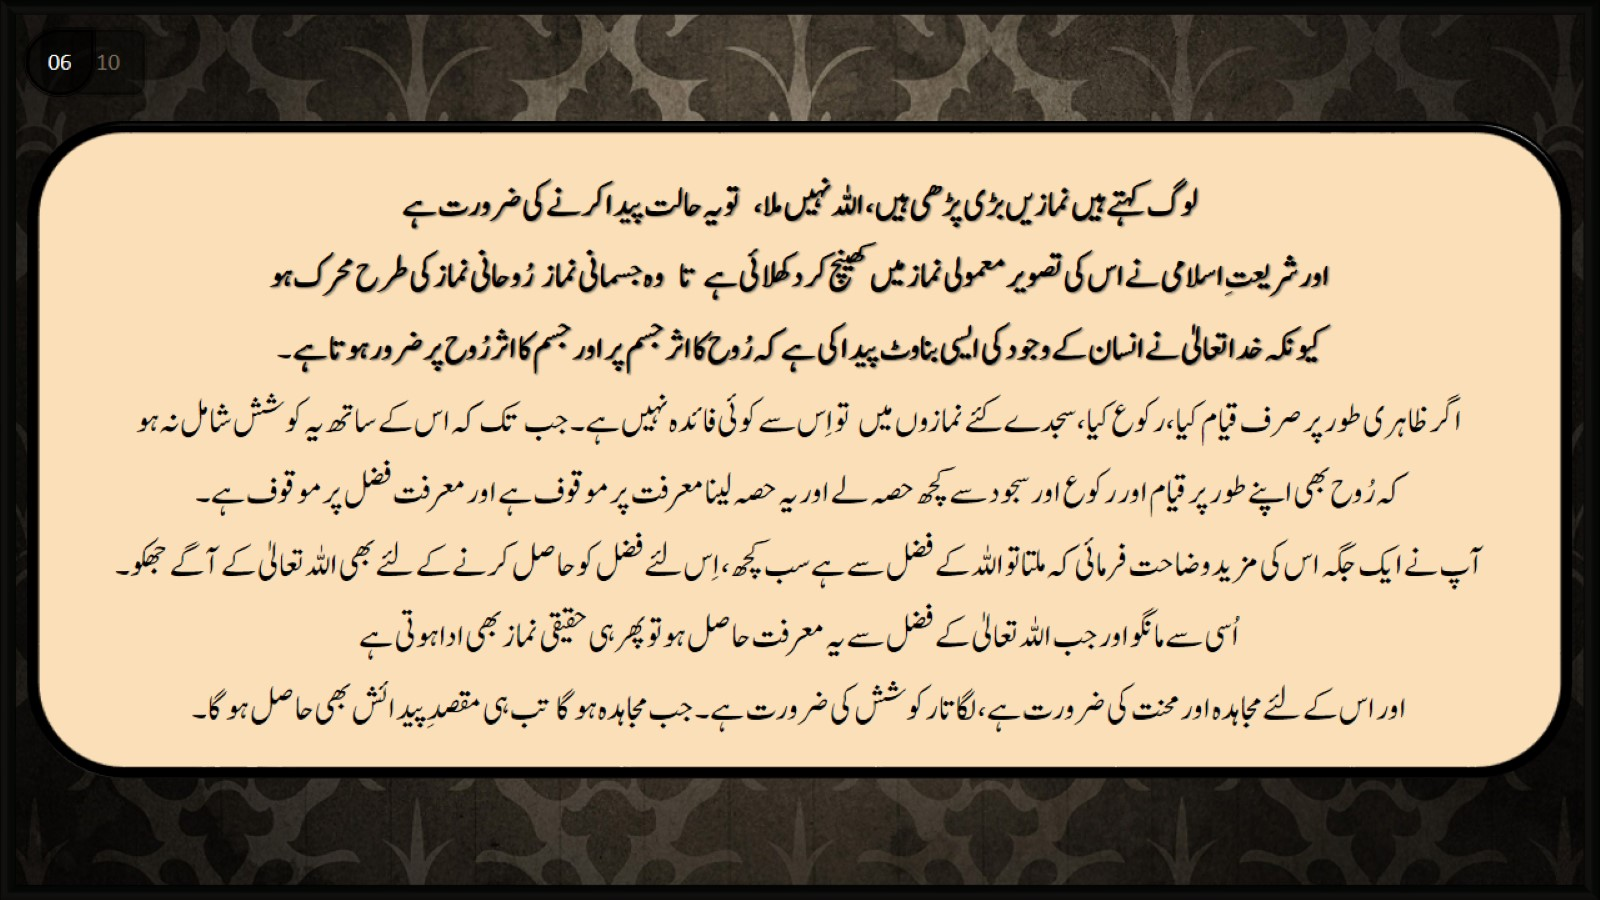 06 10
لوگ کہتے ہیں نمازیں بڑی پڑھی ہیں، اللہ نہیں ملا، تو یہ حالت پیدا کرنے کی ضرورت ہے
اور شریعتِ اسلامی نے اس کی تصویر معمولی نماز میں کھینچ کر دکھلائی ہے تا وہ جسمانی نماز رُوحانی نماز کی طرح محرک ہو
کیونکہ خدا تعالیٰ نے انسان کے وجود کی ایسی بناوٹ پیدا کی ہے کہ رُوح کا اثر جسم پر اور جسم کا اثر رُوح پر ضرور ہوتا ہے۔
اگر ظاہری طور پر صرف قیام کیا، رکوع کیا، سجدے کئے نمازوں میں تو اِس سے کوئی فائدہ نہیں ہے۔ جب تک کہ اس کے ساتھ یہ کوشش شامل نہ ہو
کہ رُوح بھی اپنے طور پر قیام اور رکوع اور سجود سے کچھ حصہ لے اور یہ حصہ لینا معرفت پر موقوف ہے اور معرفت فضل پر موقوف ہے۔
آپ نے ایک جگہ اس کی مزید وضاحت فرمائی کہ ملتا تو اللہ کے فضل سے ہے سب کچھ، اِس لئے فضل کو حاصل کرنے کے لئے بھی اللہ تعالیٰ کے آگے جھکو۔
اُسی سے مانگو اور جب اللہ تعالیٰ کے فضل سے یہ معرفت حاصل ہو تو پھر ہی حقیقی نماز بھی ادا ہوتی ہے
اور اس کے لئے مجاہدہ اور محنت کی ضرورت ہے، لگاتار کوشش کی ضرورت ہے۔ جب مجاہدہ ہو گا تب ہی مقصدِ پیدائش بھی حاصل ہو گا۔